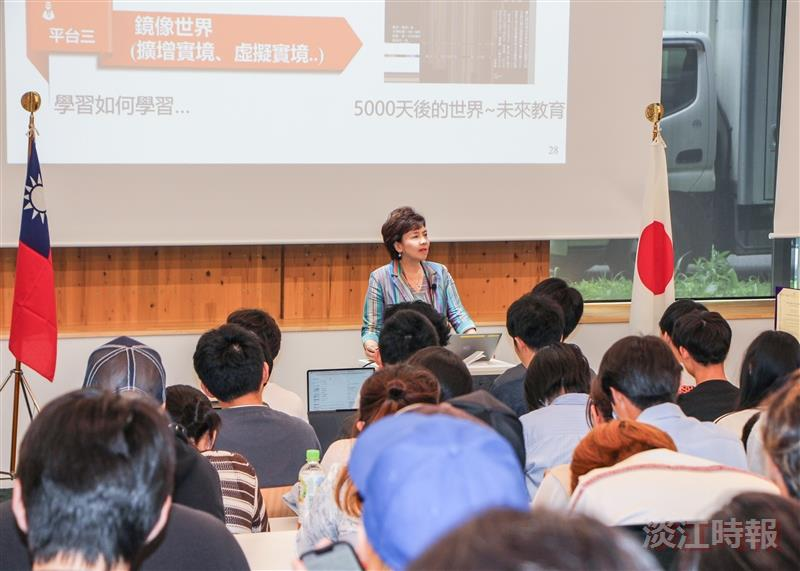 平台三
鏡像世界
(擴增實境、虛擬實境..)
學習如何學習...
5000天後的世界~未來教育
28
淡江時報